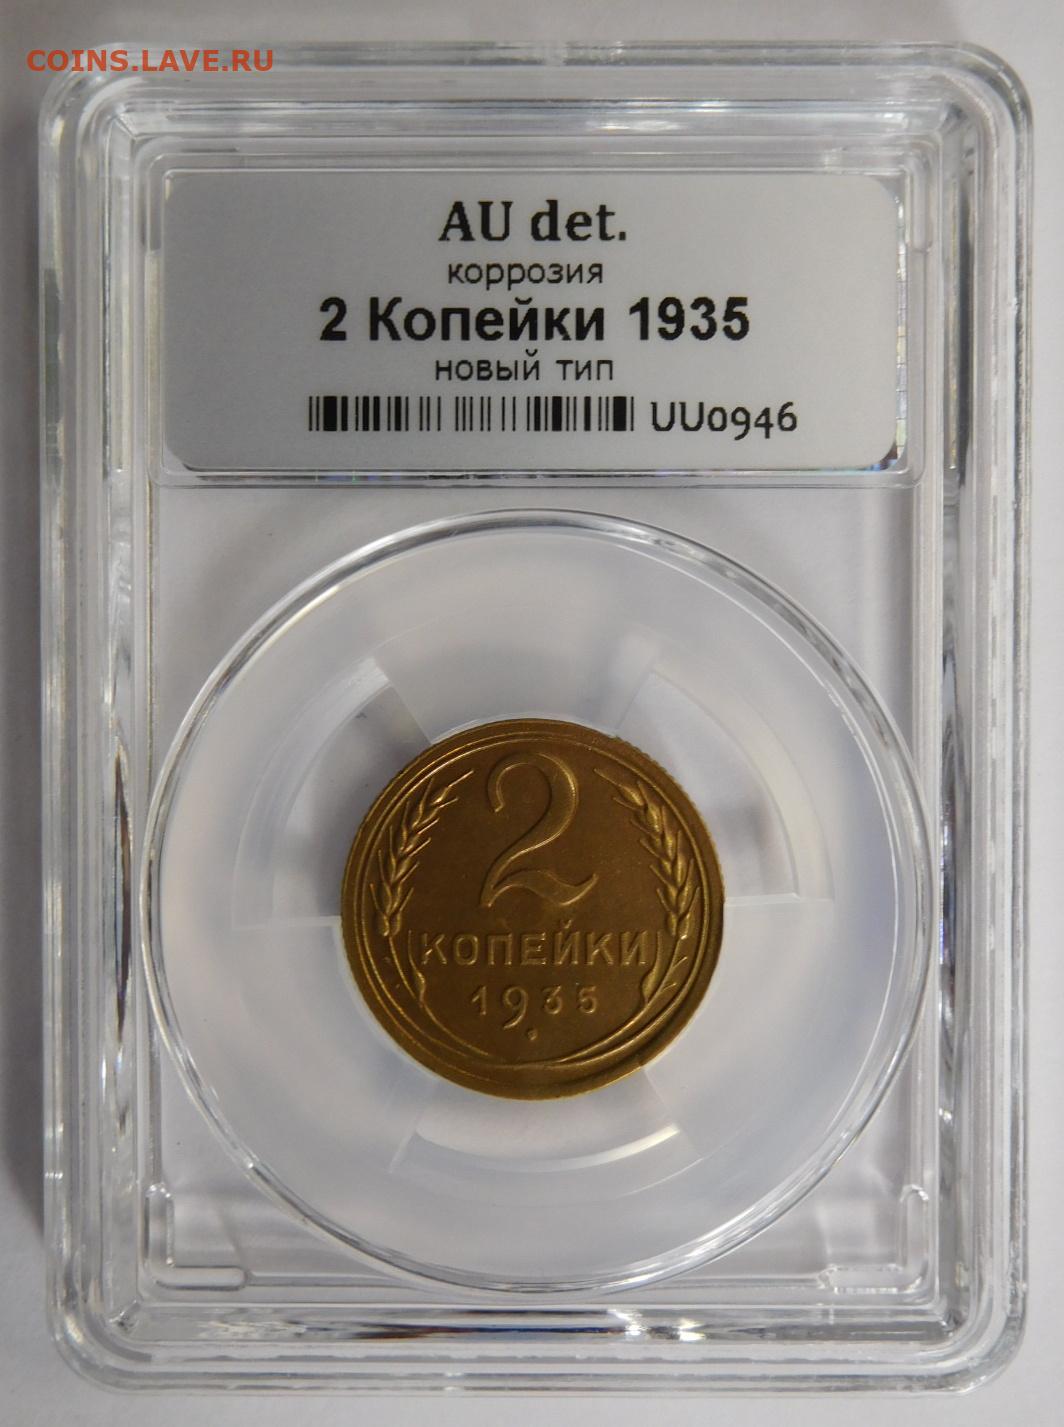 COINS.LAVE.RU
AU det.
коррозия
2 Копейки 1935
новый тип
UU0946
2
КОПЕЙКИ
1935